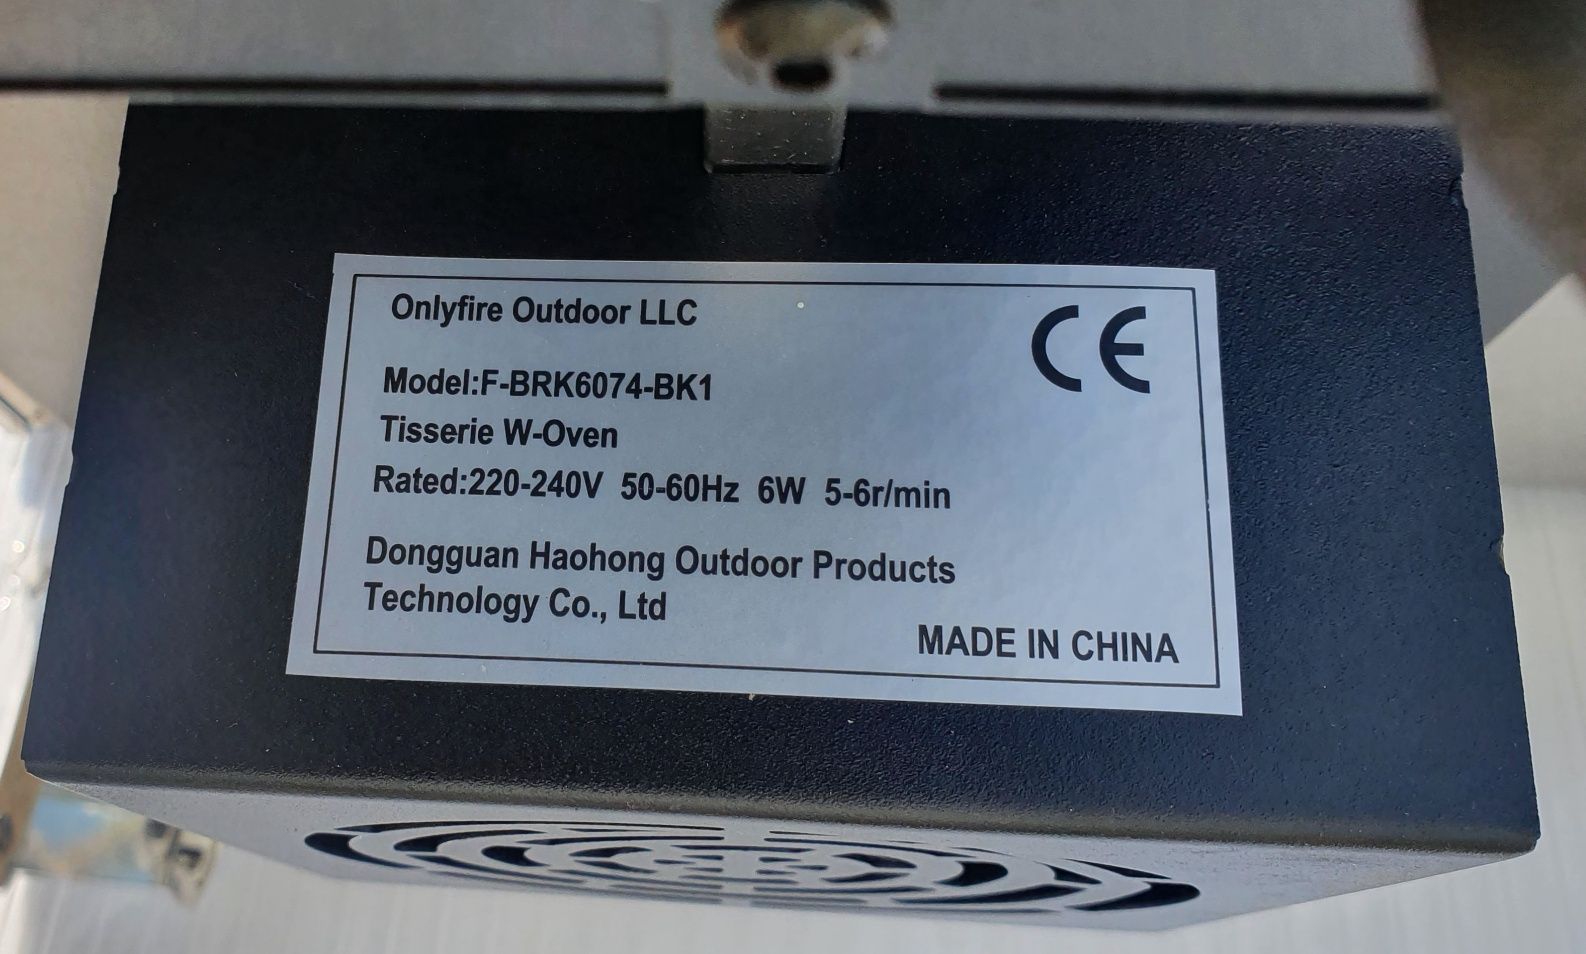 Onlyfire Outdoor LLC
CE
Model:F-BRK6074-BK1
Tisserie W-Oven
Rated:220-240V 50-60Hz 6W 5-6r/min
Dongguan Haohong Outdoor Products
Technology Co., Ltd
MADE IN CHINA